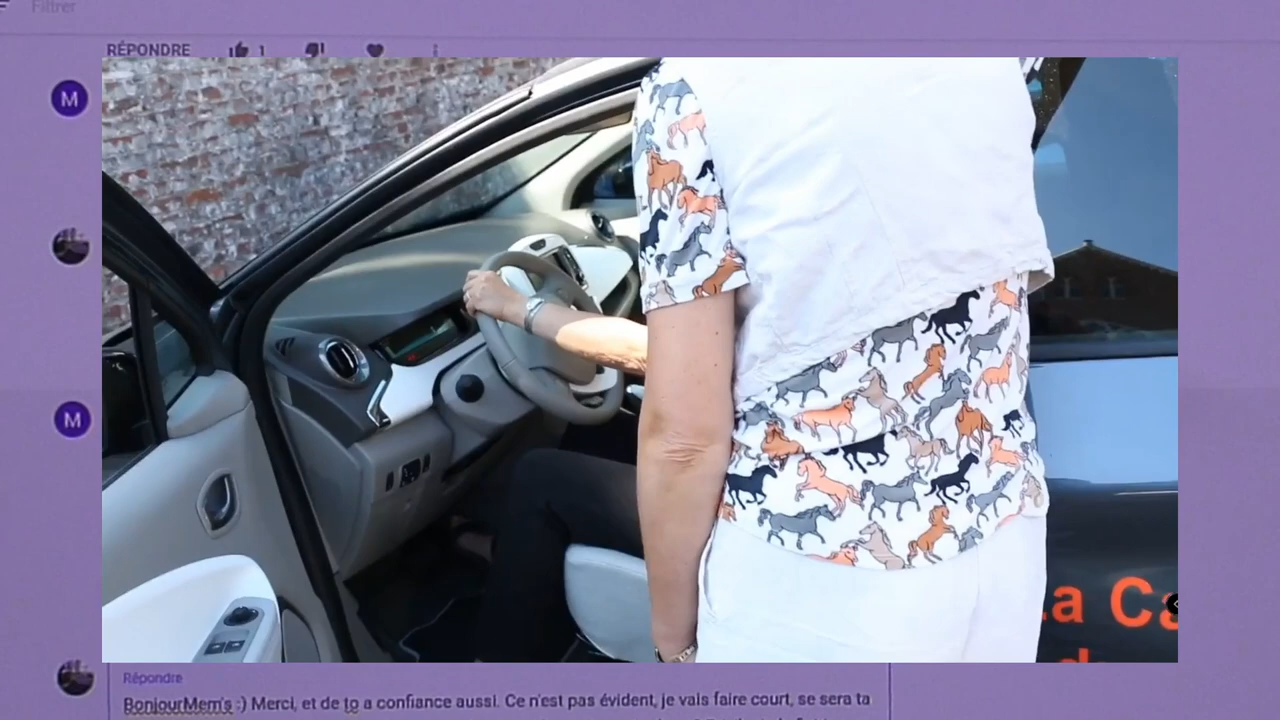 Filtrer
RÉPONDRE 1
M
M
La Ca
Répondre
BonjourMem's :) Merci, et de to a confiance aussi. Ce n'est pas évident, je vais faire court, se sera ta